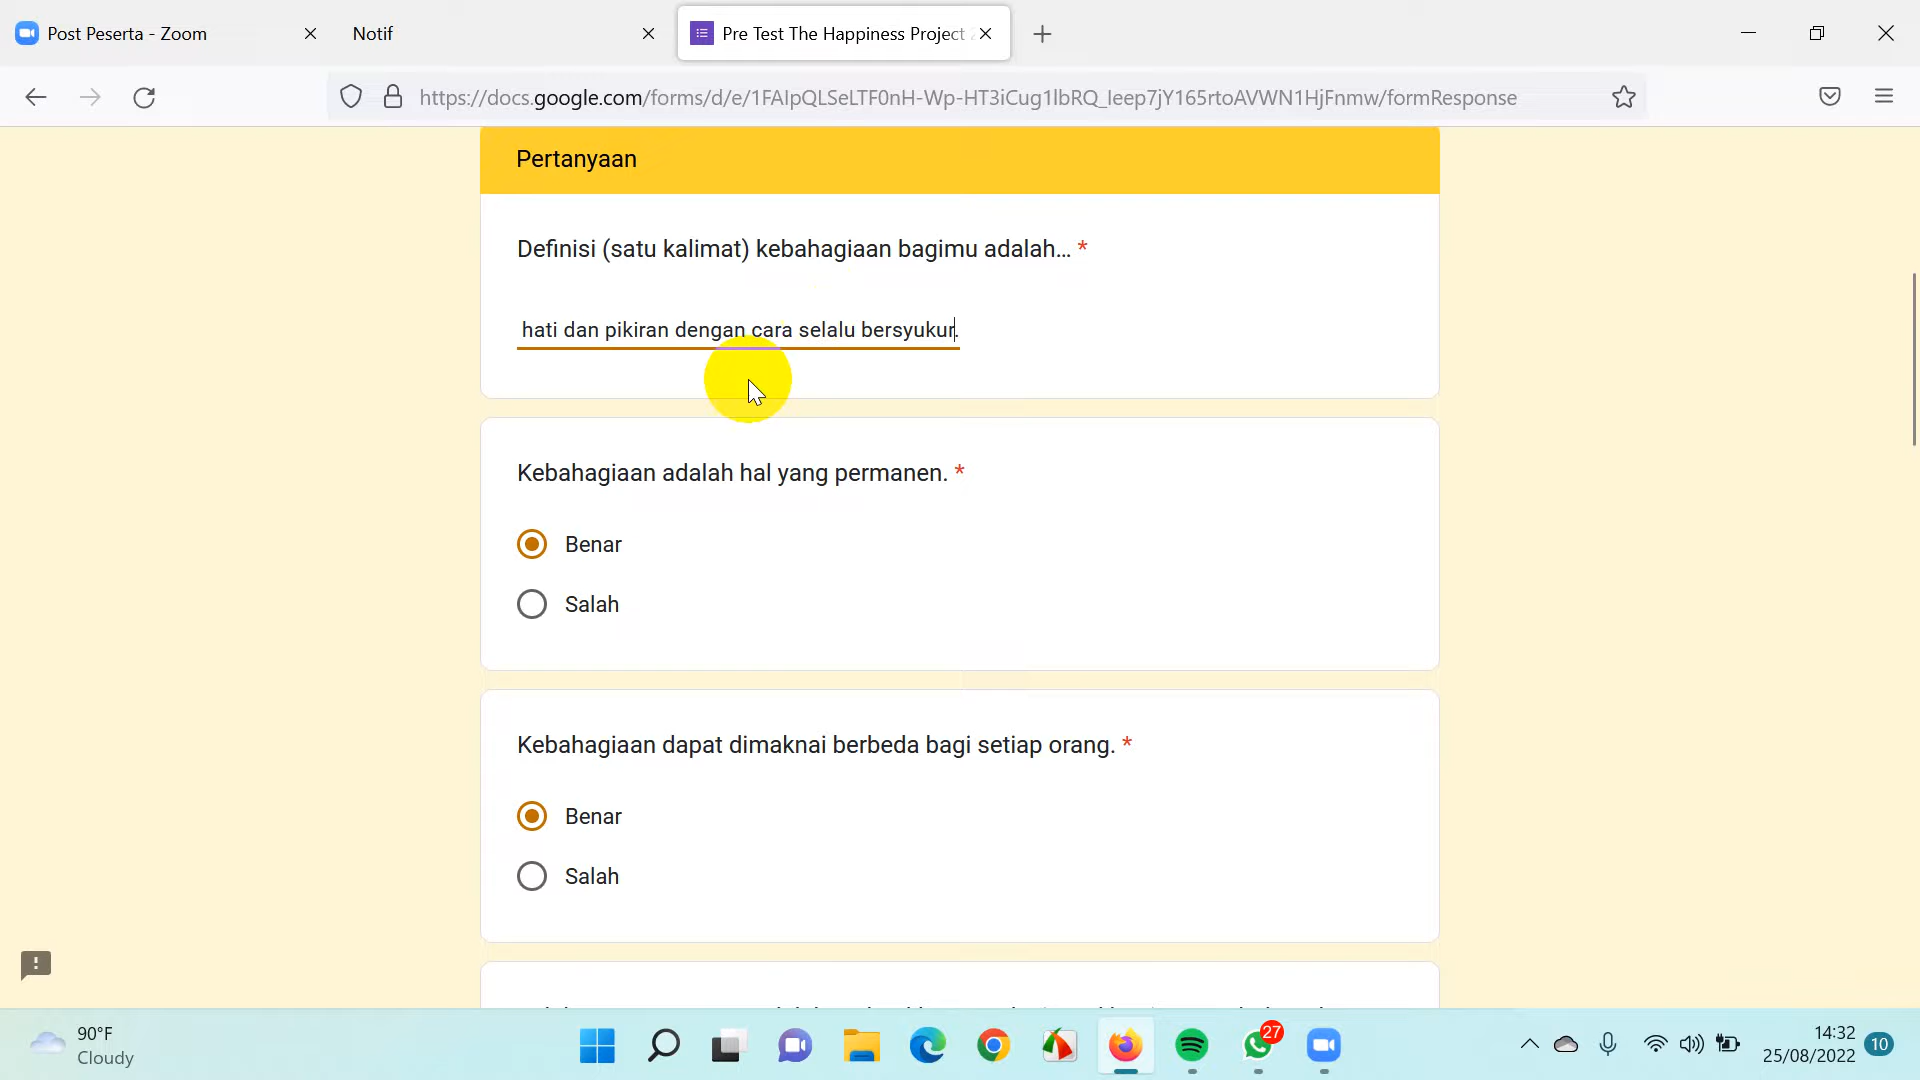 Post Peserta - Zoom
Notif
Pre Test The Happiness Project
https://docs.google.com/forms/d/e/1FAIpQLSeLTF0nH-Wp-HT3iCug1lbRQ_Ieep7jY165rtoAVWN1HjFnmw/formResponse
Pertanyaan
Definisi (satu kalimat) kebahagiaan bagimu adalah... *
hati dan pikiran dengan cara selalu bersyukur.
Kebahagiaan adalah hal yang permanen. *
Benar
Salah
Kebahagiaan dapat dimaknai berbeda bagi setiap orang. *
Benar
Salah
90°F
Cloudy
27
14:32
25/08/2022
10